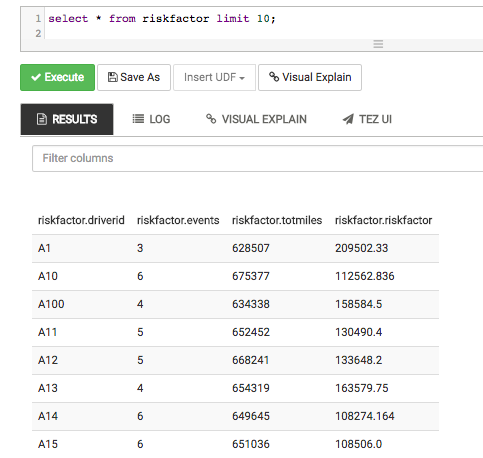 1 select * from riskfactor limit 10;
2
Execute Save As Insert UDF Visual Explain
RESULTS LOG VISUAL EXPLAIN TEZ UI
Filter columns
riskfactor.driverid riskfactor.events riskfactor.totmiles riskfactor.riskfactor
A1 3 628507 209502.33
A10 6 675377 112562.836
A100 4 634338 158584.5
A11 5 652452 130490.4
A12 5 668241 133648.2
A13 4 654319 163579.75
A14 6 649645 108274.164
A15 6 651036 108506.0